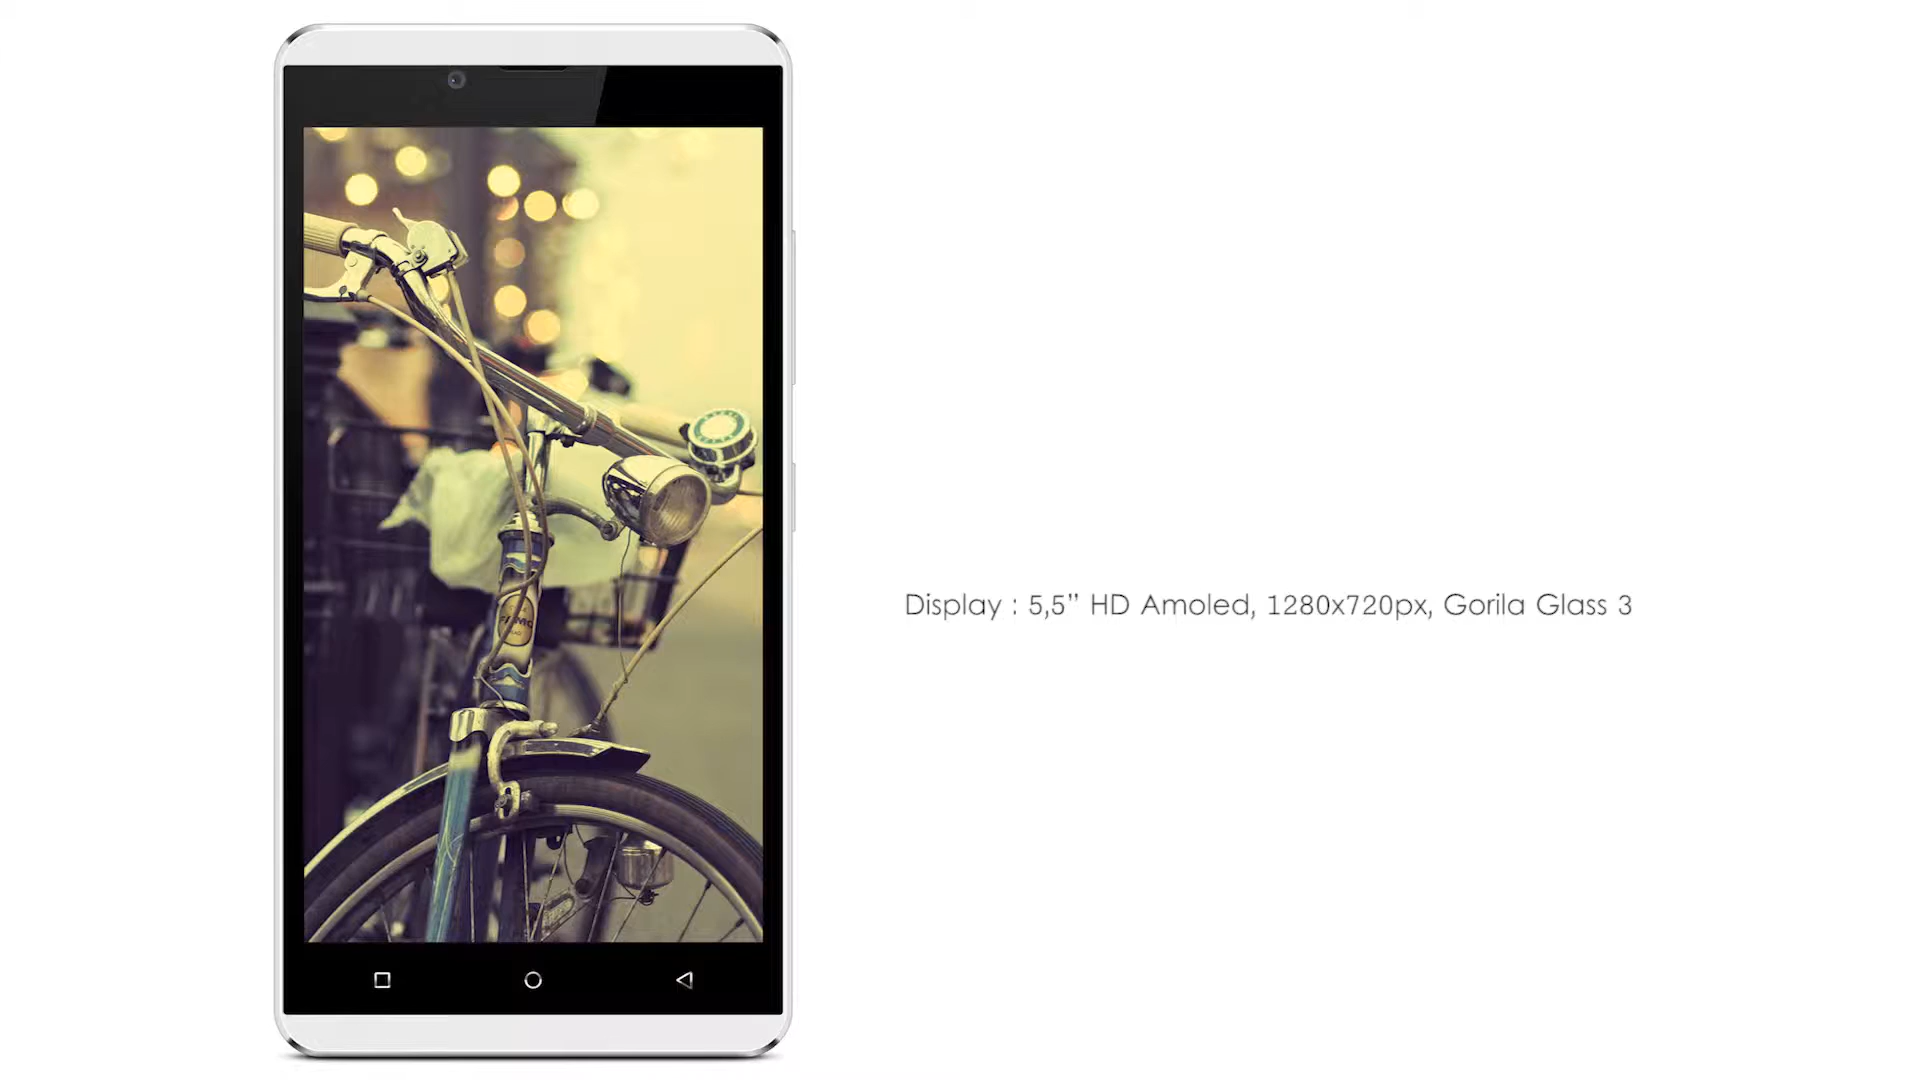 Display : 5,5” HD Amoled, 1280x720px, Gorila Glass 3